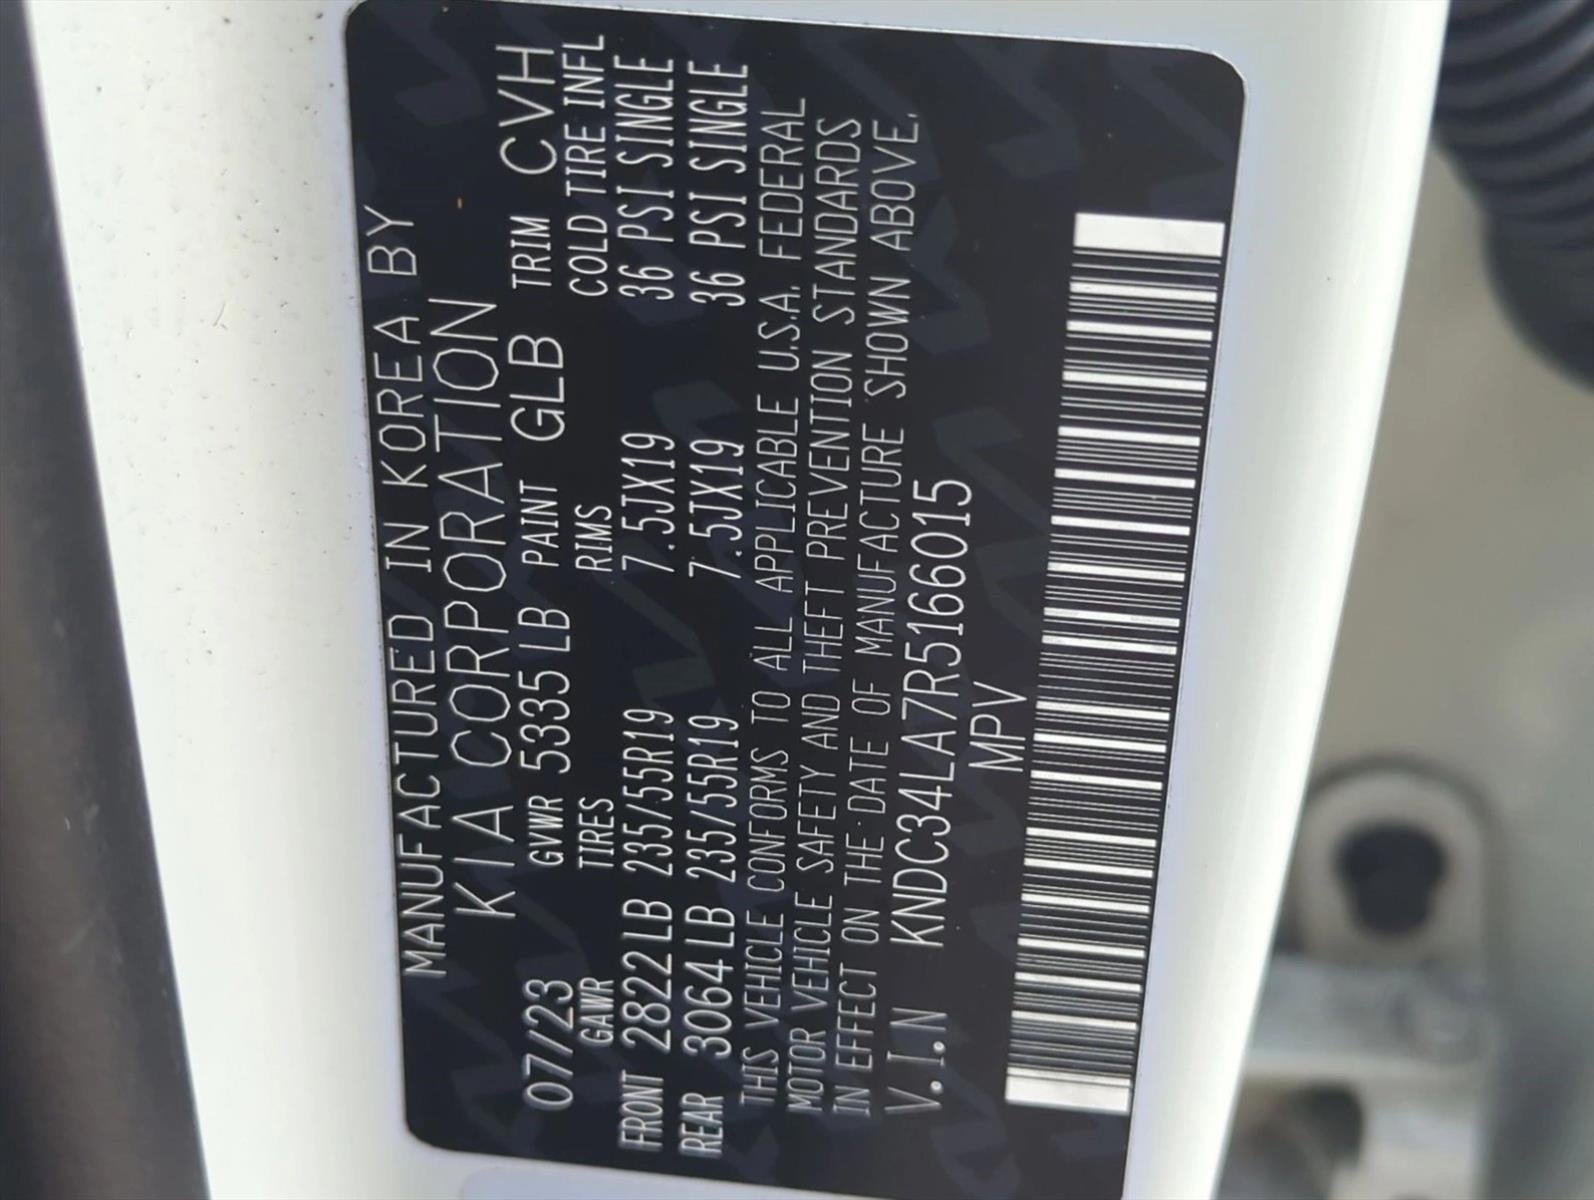 MANUFACTURED IN KOREA BY
KIA CORPORATION
07/23 GVWR 5335 LB PAINT GLB TRIM CVH
GAWR TIRES RIMS COLD TIRE INFL
FRONT 2822 LB 235/55R19 7.5JX19 36 PSI SINGLE
REAR 3064 LB 235/55R19 7.5JX19 36 PSI SINGLE
THIS VEHICLE CONFORMS TO ALL APPLICABLE U.S.A. FEDERAL
MOTOR VEHICLE SAFETY AND THEFT PREVENTION STANDARDS
IN EFFECT ON THE DATE OF MANUFACTURE SHOWN ABOVE.
V.I.N KNDC34LA7R5166015
MPV